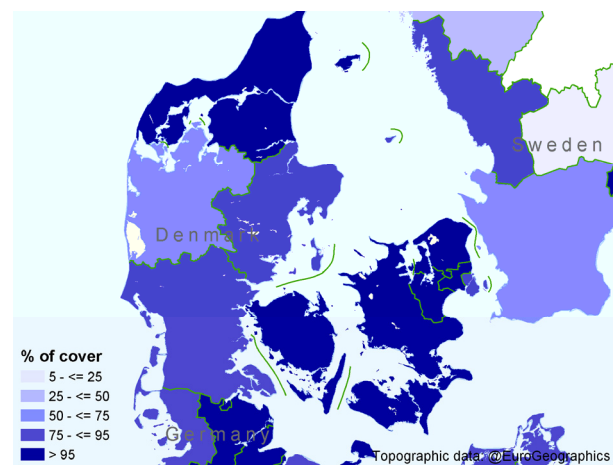 Sweden
Denmark
% of cover
5 - <= 25
25 - <= 50
50 - <= 75
75 - <= 95
> 95
Germany
Topographic data: @EuroGeographics